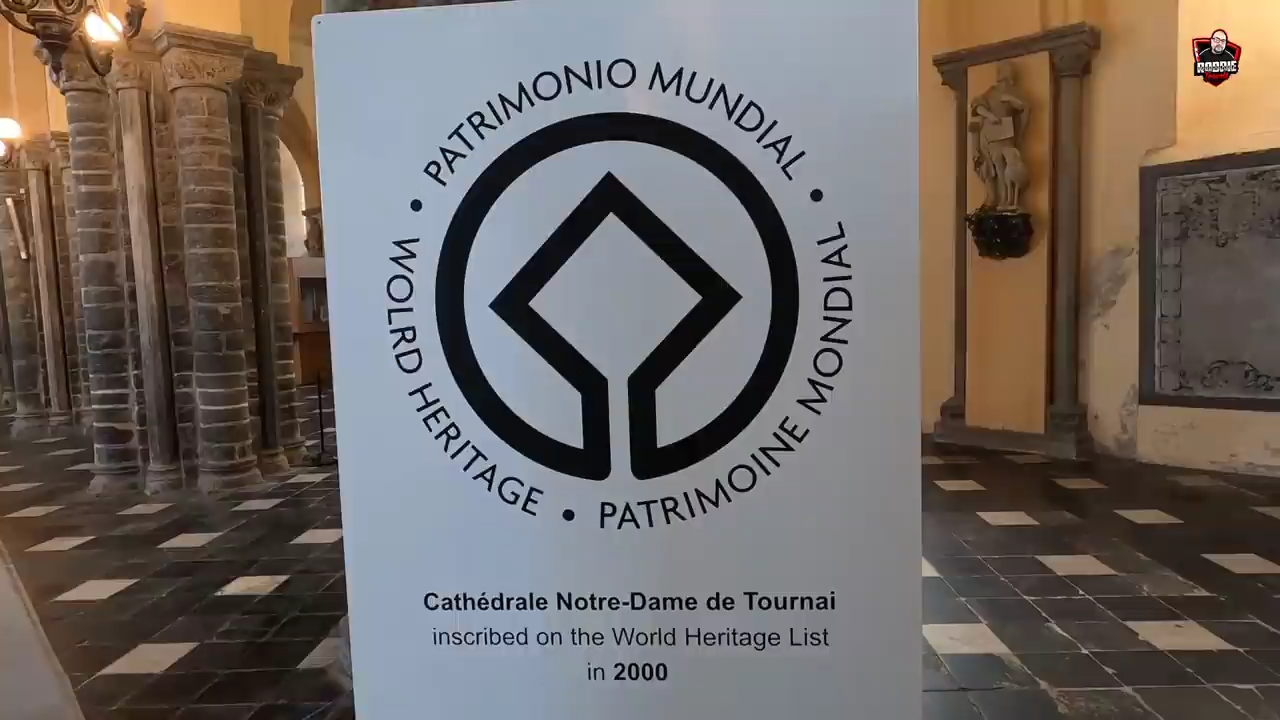 PATRIMONIO MUNDIAL
• WOLRD HERITAGE • PATRIMOINE MONDIAL •
Cathédrale Notre-Dame de Tournai
inscribed on the World Heritage List
in 2000
ROBBIE